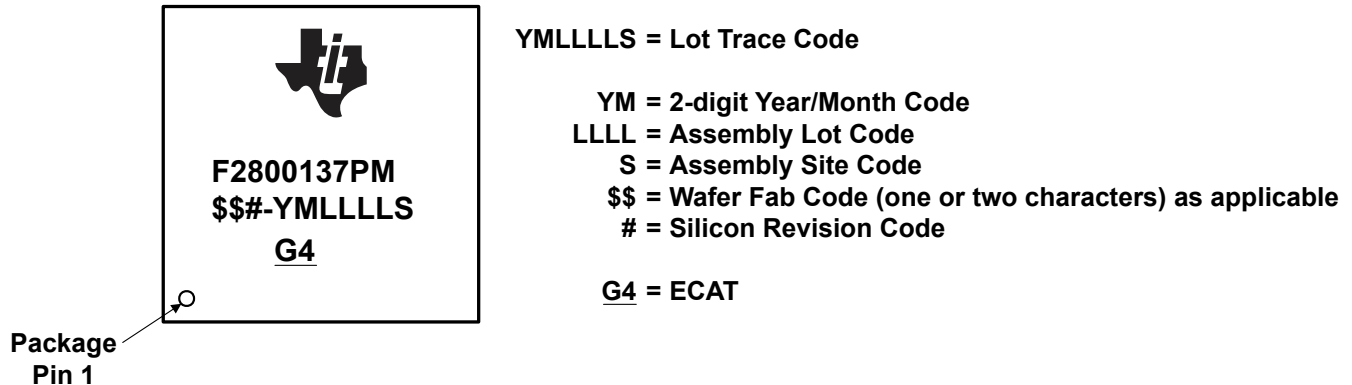 F2800137PM
$$#-YMLLLLS
G4
Package
Pin 1
YMLLLLS = Lot Trace Code
YM = 2-digit Year/Month Code
LLLL = Assembly Lot Code
S = Assembly Site Code
$$ = Wafer Fab Code (one or two characters) as applicable
# = Silicon Revision Code
G4 = ECAT